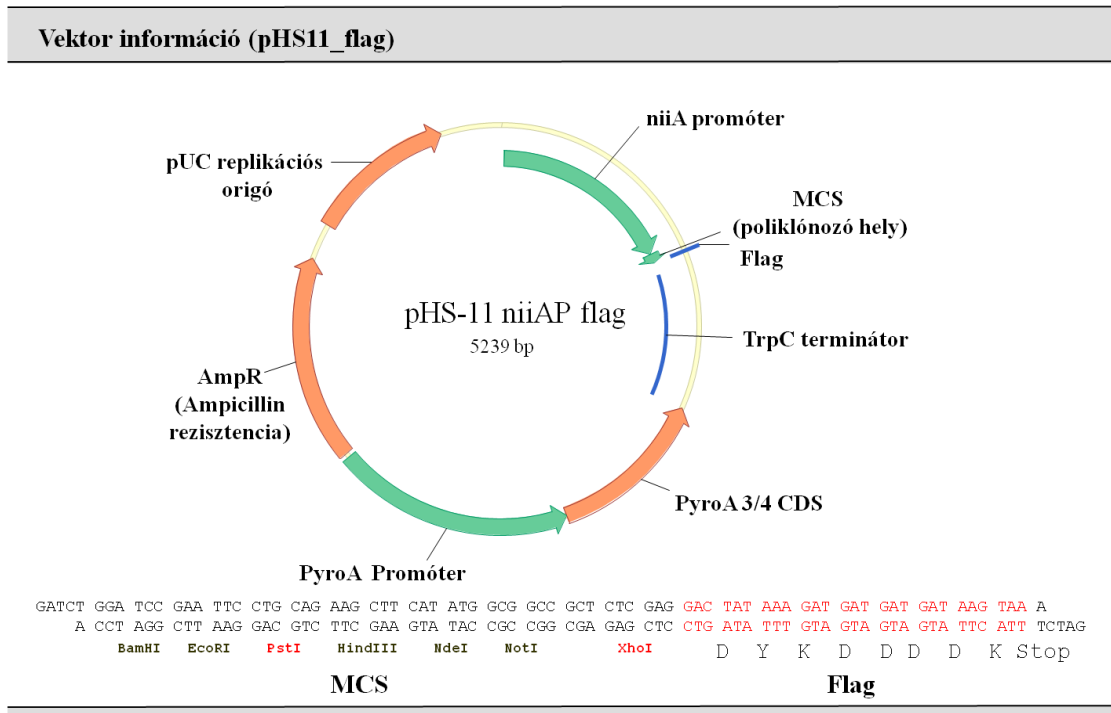 Vektor információ (pHS11_flag)
niiA promóter
pUC replikációs
origó
MCS
(poliklónozó hely)
Flag
pHS-11 niiAP flag
5239 bp
TrpC terminátor
AmpR
(Ampicillin
rezisztencia)
PyroA 3/4 CDS
PyroA Promóter
GATCT GGA TCC GAA TTC CTG CAG AAG CTT CAT ATG GCG GCC GCT CTC GAG GAC TAT AAA GAT GAT GAT GAT AAG TAA A
A CCT AGG CTT AAG GAC GTC TTC GAA GTA TAC CGC CGG CGA GAG CTC CTG ATA TTT GTA GTA GTA GTA TTC ATT TCTAG
BamHI EcoRI PstI HindIII NdeI NotI XhoI D Y K D D D D K Stop
MCS Flag